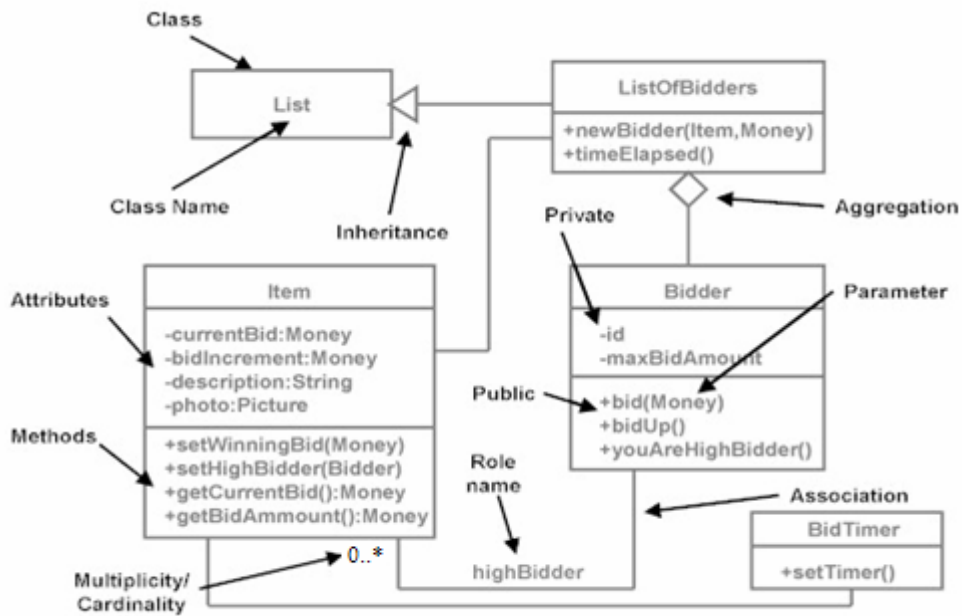 Class
List
Class Name
Inheritance
ListOfBidders
+newBidder(Item,Money)
+timeElapsed()
Aggregation
Private
Attributes
Item
-currentBid:Money
-bidIncrement:Money
-description:String
-photo:Picture
Methods
+setWinningBid(Money)
+setHighBidder(Bidder)
+getCurrentBid():Money
+getBidAmmount():Money
Bidder
Parameter
-id
-maxBidAmount
Public
+bid(Money)
+bidUp()
+youAreHighBidder()
Role
name
Association
BidTimer
+setTimer()
0..*
highBidder
Multiplicity/
Cardinality